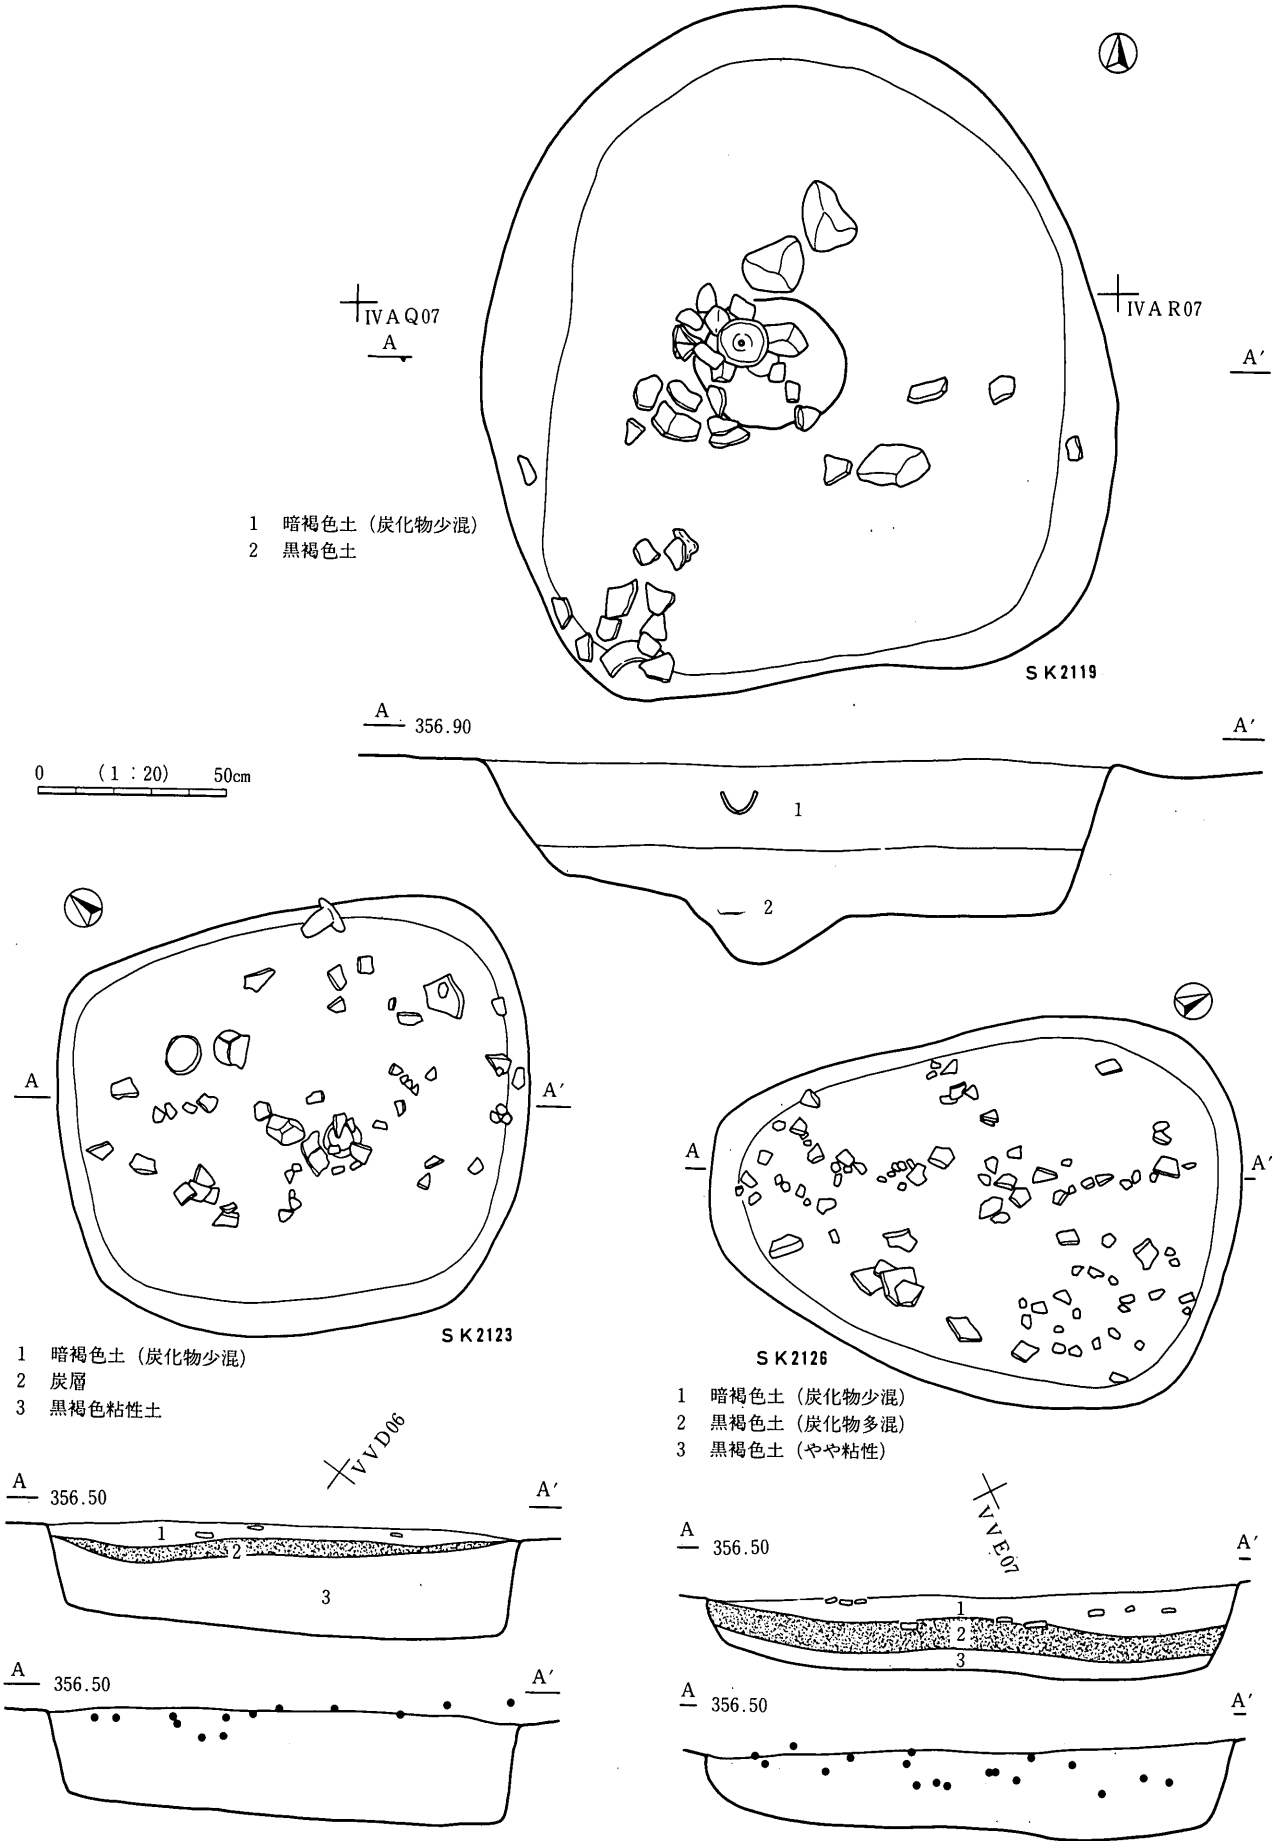 IVAQ07
IVAR07
A
A′
1 暗褐色土（炭化物少混）
2 黒褐色土
SK2119
A 356.90
A′
1
2
0 （1：20） 50cm
A
A′
SK2123
1 暗褐色土（炭化物少混）
2 炭層
3 黒褐色粘性土
VVD06
A 356.50
A′
1
2
3
A 356.50
A′
A
A′
SK2126
1 暗褐色土（炭化物少混）
2 黒褐色土（炭化物多混）
3 黒褐色土（やや粘性）
VVE07
A 356.50
A′
1
2
3
A 356.50
A′